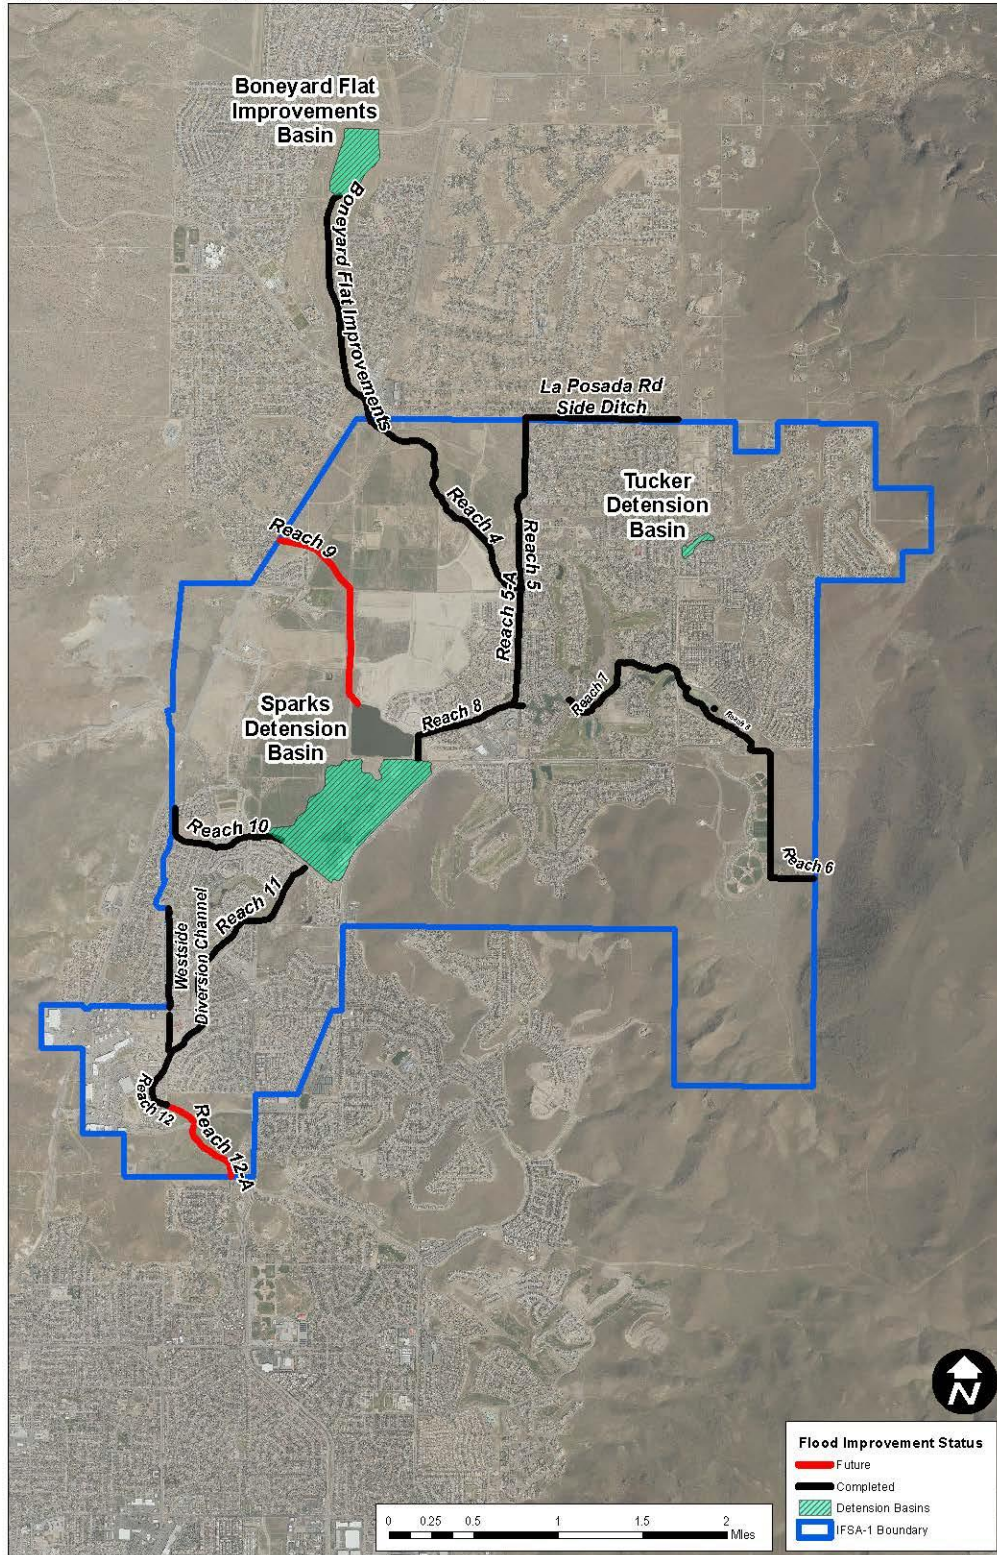 Boneyard Flat
Improvements
Basin
Boneyard Flat Improvements
La Posada Rd
Side Ditch
Tucker
Detension
Basin
Reach 4
Reach 5
Reach 9
Reach 5-A
Reach 7
Sparks
Detension
Basin
Reach 8
Reach 6
Reach 10
Reach 6
Reach 11
Westside
Diversion Channel
Reach 12
Reach 12-A
N
Flood Improvement Status
Future
Completed
Detension Basins
IFSA-1 Boundary
0 0.25 0.5 1 1.5 2
Miles